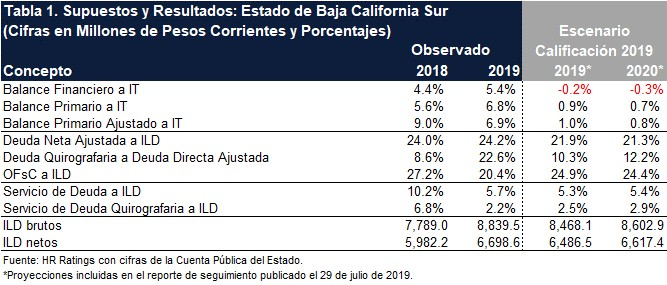 Tabla 1. Supuestos y Resultados: Estado de Baja California Sur
(Cifras en Millones de Pesos Corrientes y Porcentajes)
Escenario
Observado Calificación 2019
Concepto 2018 2019 2019* 2020*
Balance Financiero a IT 4.4% 5.4% -0.2% -0.3%
Balance Primario a IT 5.6% 6.8% 0.9% 0.7%
Balance Primario Ajustado a IT 9.0% 6.9% 1.0% 0.8%
Deuda Neta Ajustada a ILD 24.0% 24.2% 21.9% 21.3%
Deuda Quirografaria a Deuda Directa Ajustada 8.6% 22.6% 10.3% 12.2%
OFsC a ILD 27.2% 20.4% 24.9% 24.4%
Servicio de Deuda a ILD 10.2% 5.7% 5.3% 5.4%
Servicio de Deuda Quirografaria a ILD 6.8% 2.2% 2.5% 2.9%
ILD brutos 7,789.0 8,839.5 8,468.1 8,602.9
ILD netos 5,982.2 6,698.6 6,486.5 6,617.4
Fuente: HR Ratings con cifras de la Cuenta Pública del Estado.
*Proyecciones incluidas en el reporte de seguimiento publicado el 29 de julio de 2019.